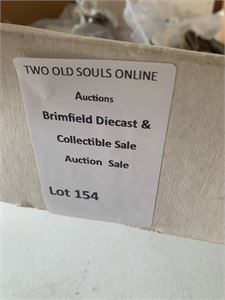 TWO OLD SOULS ONLINE
Auctions
Brimfield Diecast &
Collectible Sale
Auction Sale
Lot 154